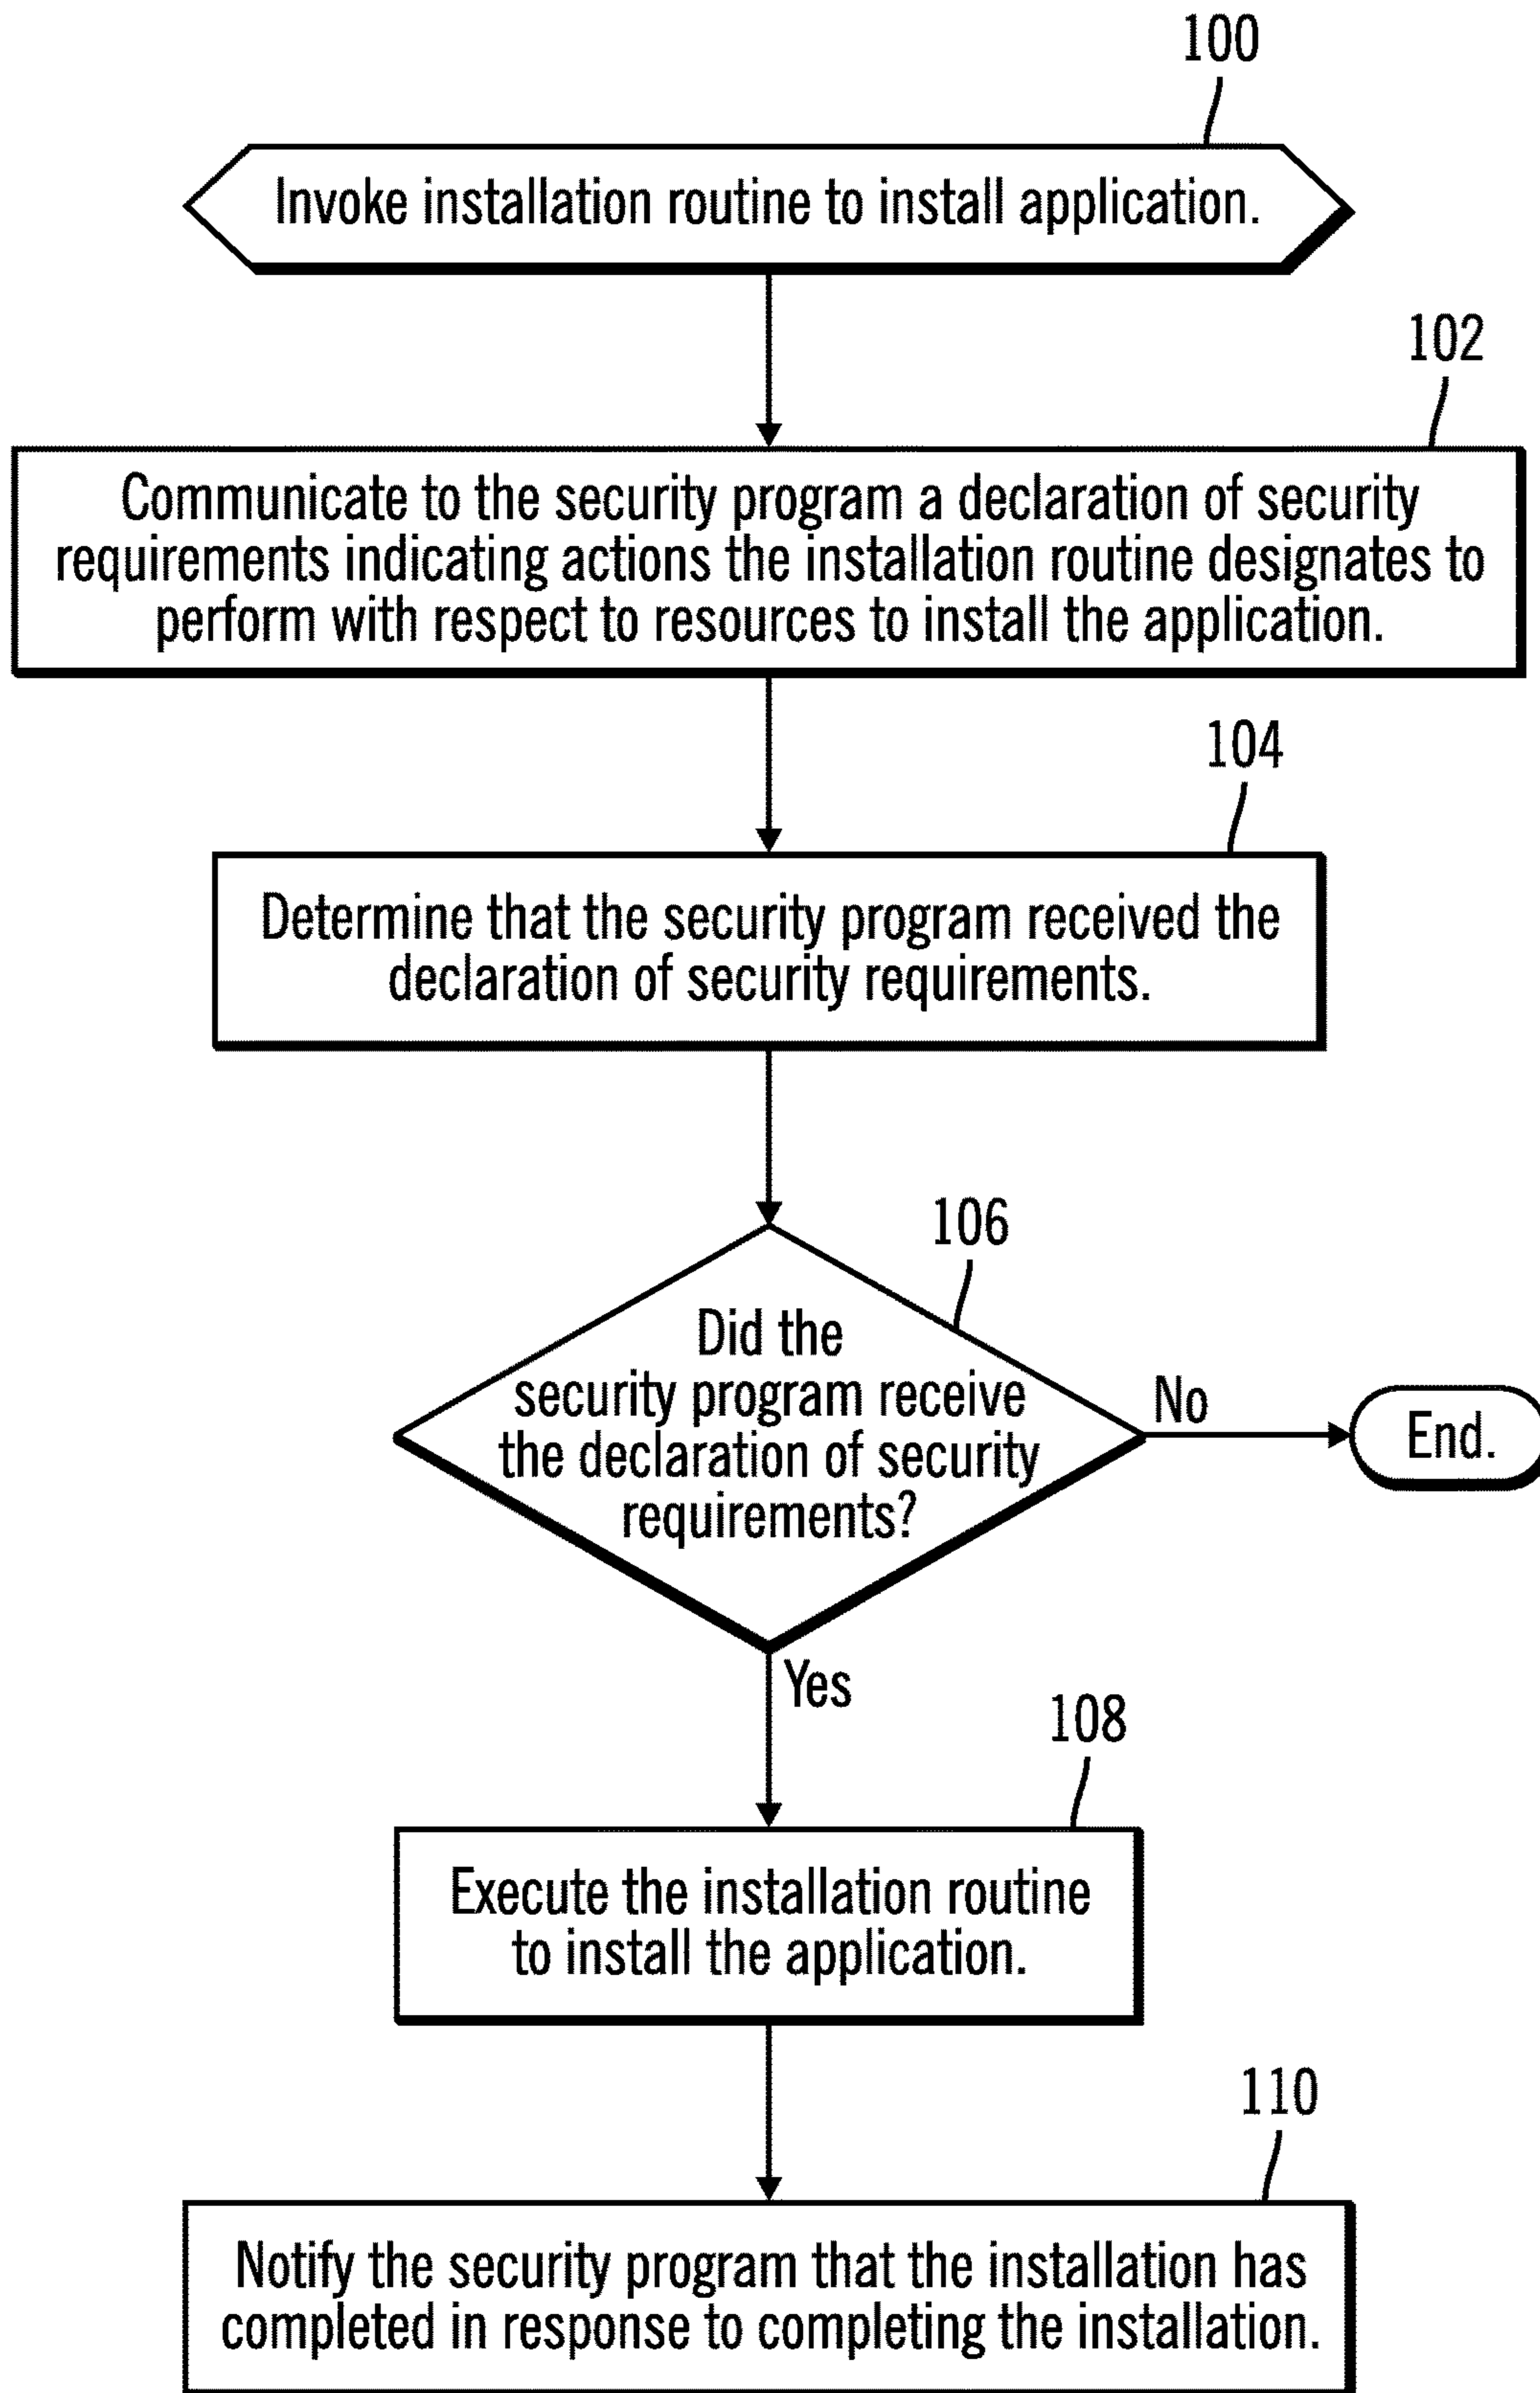 100
Invoke installation routine to install application.
102
Communicate to the security program a declaration of security
requirements indicating actions the installation routine designates to
perform with respect to resources to install the application.
104
Determine that the security program received the
declaration of security requirements.
106
Did the
security program receive
the declaration of security
requirements?
No
End.
Yes
108
Execute the installation routine
to install the application.
110
Notify the security program that the installation has
completed in response to completing the installation.